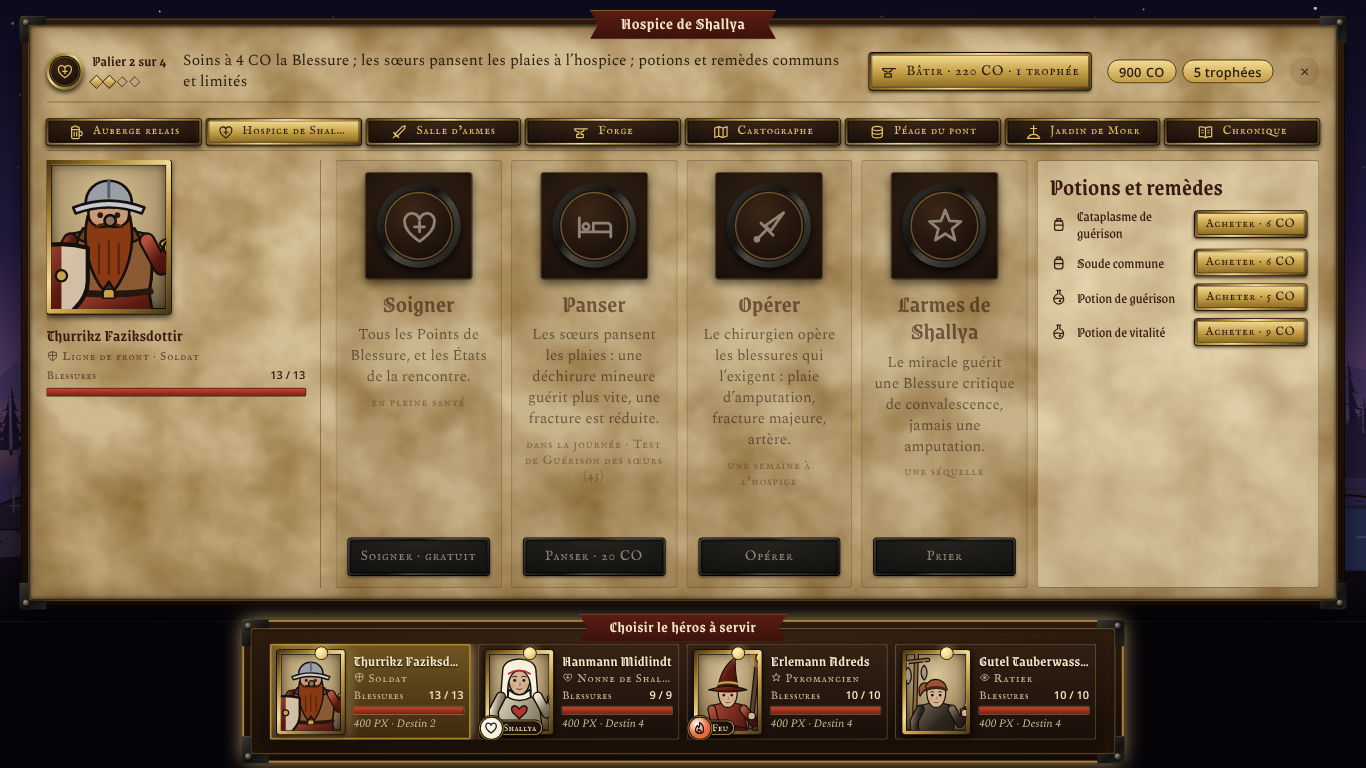 Hospice de Shallya
Palier 2 sur 4
Soins à 4 CO la Blessure ; les sœurs pansent les plaies à l'hospice ; potions et remèdes communs
et limités
Bâtir · 220 CO · 1 trophée
900 CO
5 trophées
×
Auberge relais
Hospice de Shal…
Salle d'armes
Forge
Cartographe
Péage du pont
Jardin de Morr
Chronique
Thurrikz Faziksdottir
Ligne de front · Soldat
Blessures 13 / 13
Soigner
Tous les Points de
Blessure, et les États
de la rencontre.
en pleine santé
Soigner · gratuit
Panser
Les sœurs pansent
les plaies : une
déchirure mineure
guérit plus vite, une
fracture est réduite.
dans la journée · Test
de Guérison des sœurs
(45)
Panser · 20 CO
Opérer
Le chirurgien opère
les blessures qui
l'exigent : plaie
d'amputation,
fracture majeure,
artère.
une semaine à
l'hospice
Opérer
Larmes de
Shallya
Le miracle guérit
une Blessure critique
de convalescence,
jamais une
amputation.
une séquelle
Prier
Potions et remèdes
Cataplasme de
guérison
Acheter · 6 CO
Soude commune
Acheter · 6 CO
Potion de guérison
Acheter · 5 CO
Potion de vitalité
Acheter · 9 CO
Choisir le héros à servir
Thurrikz Faziksd…
Soldat
Blessures 13 / 13
400 PX · Destin 2
Hanmann Midlindt
Nonne de Shal…
Blessures 9 / 9
400 PX · Destin 4
Shallya
Erlemann Adreds
Pyromancien
Blessures 10 / 10
400 PX · Destin 4
Feu
Gutel Tauberwass…
Ratier
Blessures 10 / 10
400 PX · Destin 4